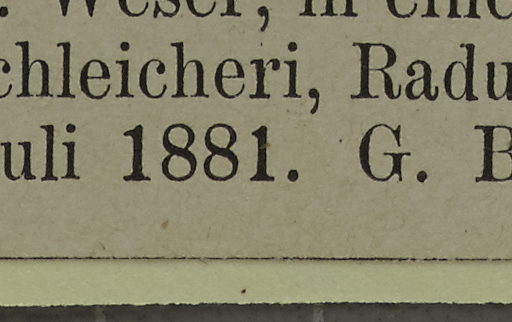 . Weser, in eine
chleicheri, Radu
uli 1881. G. B